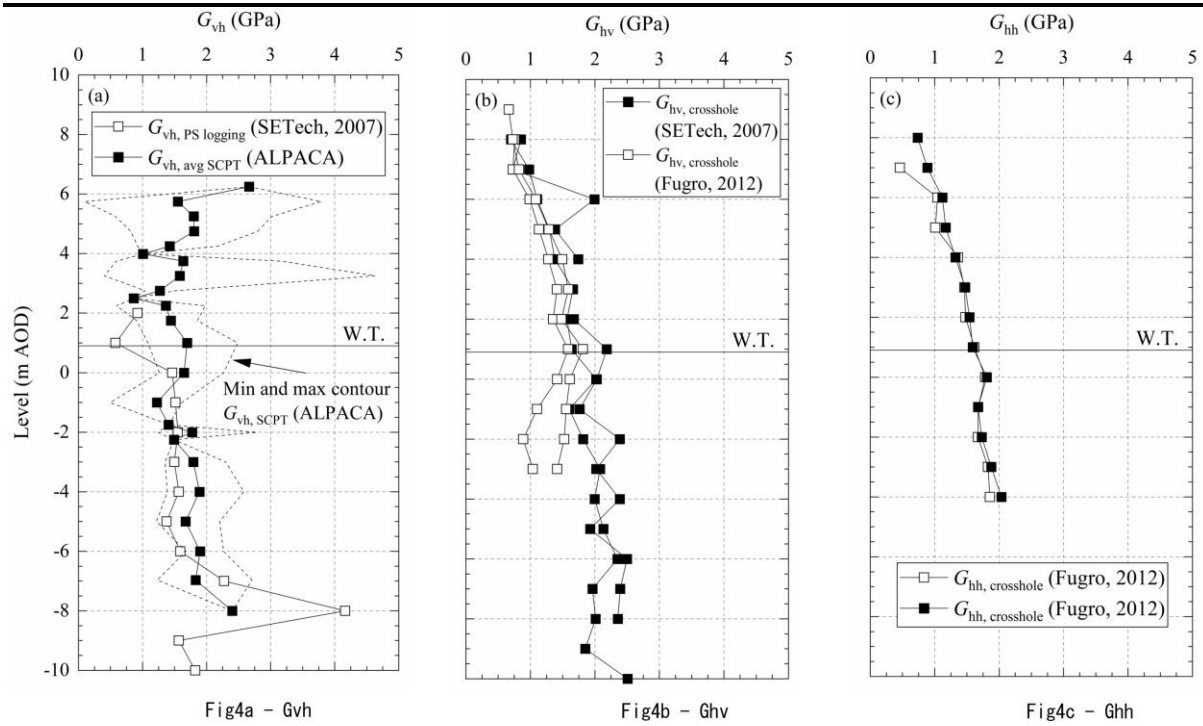 G_vh (GPa)
0 1 2 3 4 5
10
8
6
4
2
0
-2
-4
-6
-8
-10
Level (m AOD)
(a)
G_vh, PS logging (SETech, 2007)
G_vh, avg SCPT (ALPACA)
W.T.
Min and max contour
G_vh, SCPT (ALPACA)
Fig4a - Gvh
G_hv (GPa)
0 1 2 3 4 5
(b)
G_hv, crosshole
(SETech, 2007)
G_hv, crosshole
(Fugro, 2012)
W.T.
Fig4b - Ghv
G_hh (GPa)
0 1 2 3 4 5
(c)
W.T.
G_hh, crosshole (Fugro, 2012)
G_hh, crosshole (Fugro, 2012)
Fig4c - Ghh